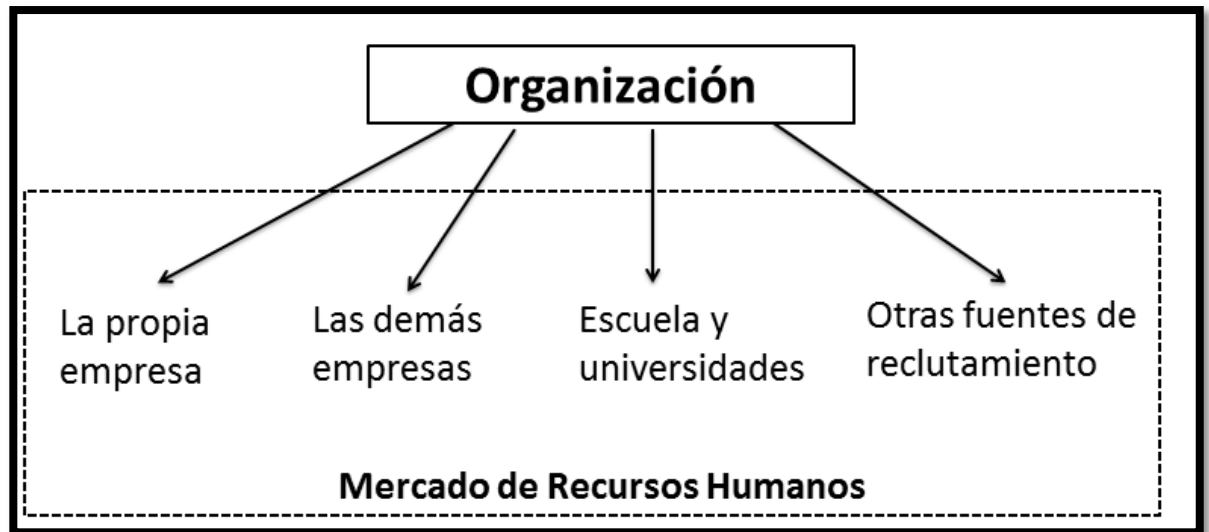 Organización
La propia
empresa
Las demás
empresas
Escuela y
universidades
Otras fuentes de
reclutamiento
Mercado de Recursos Humanos